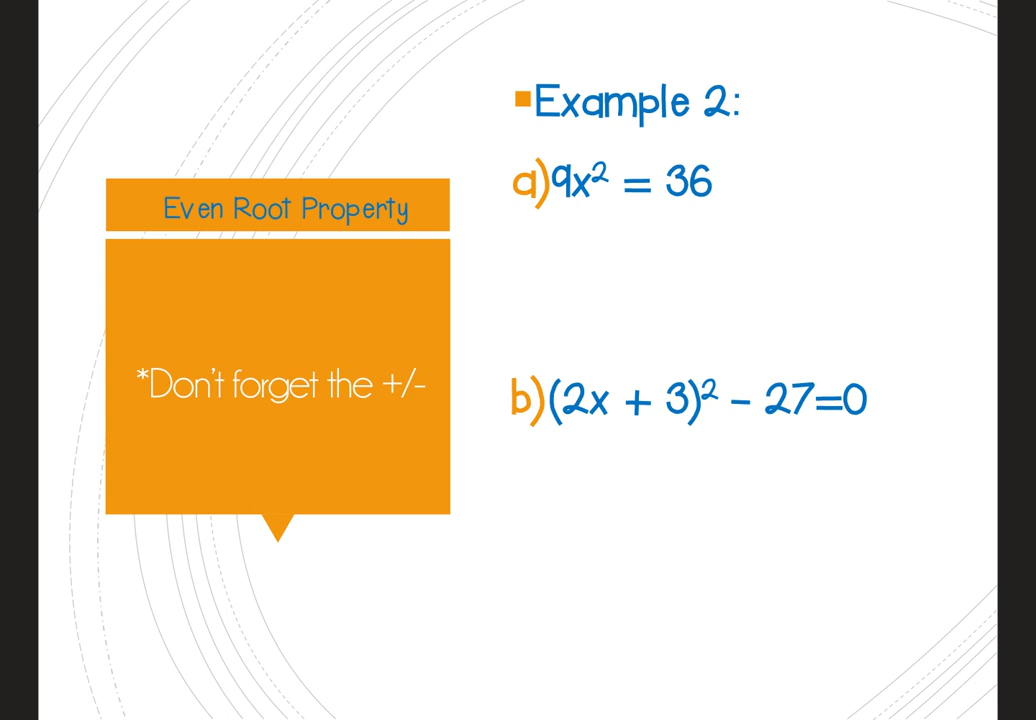 Even Root Property
*Don't forget the +/-
Example 2:
a)9x² = 36
b)(2x + 3)² – 27=0